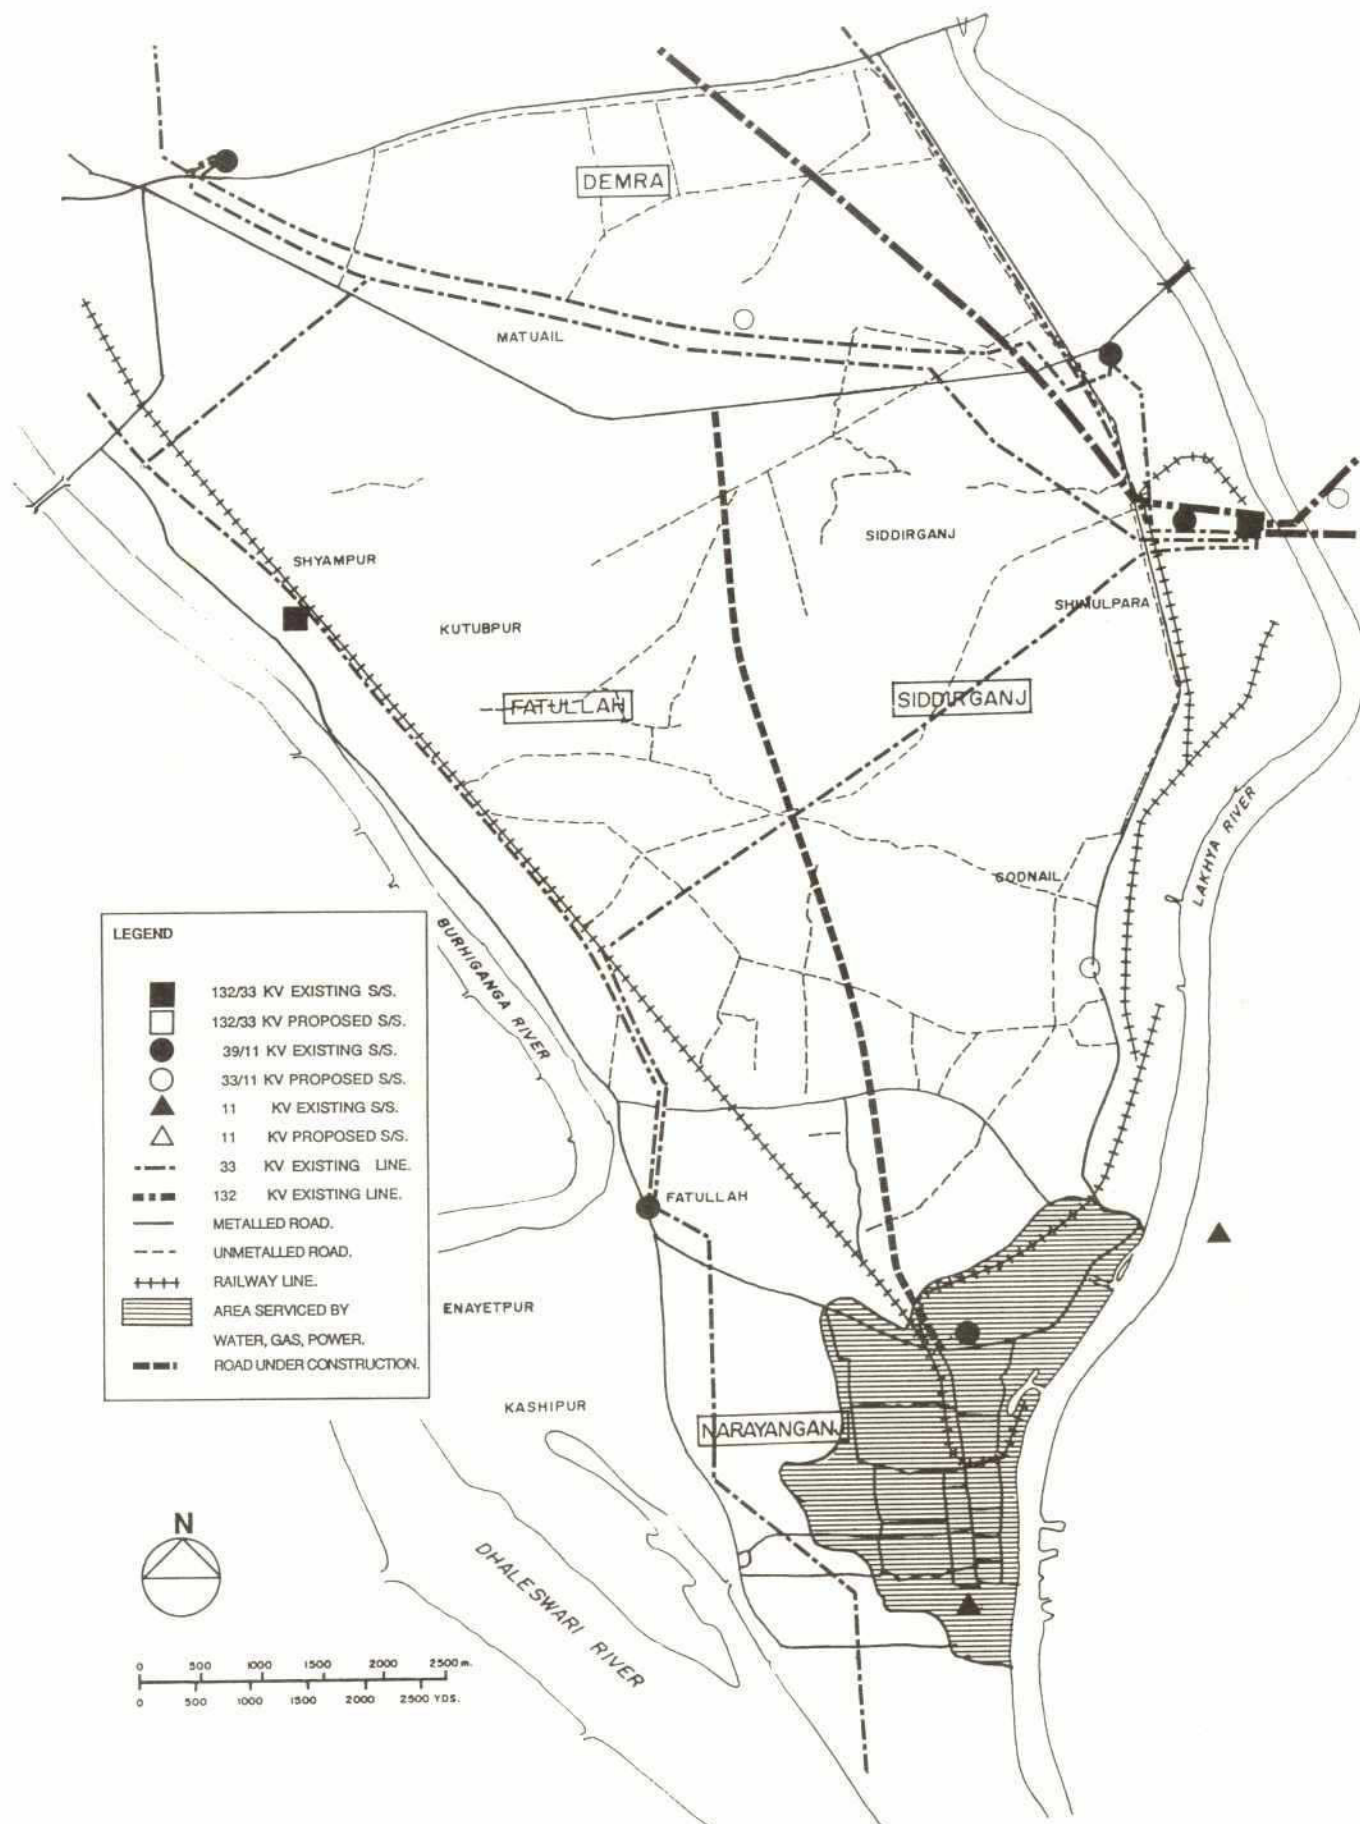 DEMRA
MATUAIL
SIDDIRGANJ
SHYAMPUR
SHIMULPARA
KUTUBPUR
SIDDIRGANJ
FATULLAH
LAKHYA RIVER
GODNAIL
BURHIGANGA RIVER
LEGEND
132/33 KV EXISTING S/S.
132/33 KV PROPOSED S/S.
39/11 KV EXISTING S/S.
33/11 KV PROPOSED S/S.
11 KV EXISTING S/S.
11 KV PROPOSED S/S.
33 KV EXISTING LINE.
132 KV EXISTING LINE.
METALLED ROAD.
UNMETALLED ROAD.
RAILWAY LINE.
AREA SERVICED BY
WATER, GAS, POWER.
ROAD UNDER CONSTRUCTION.
FATULLAH
ENAYETPUR
KASHIPUR
NARAYANGANJ
N
DHALESWARI RIVER
0 500 1000 1500 2000 2500 m.
0 500 1000 1500 2000 2500 YDS.